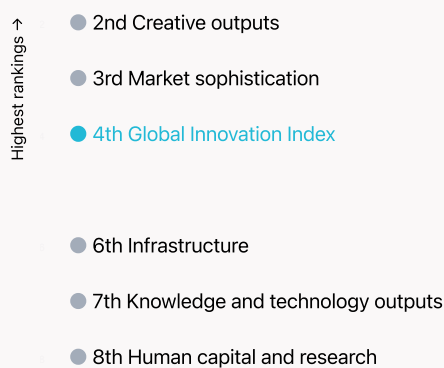 Highest rankings →
2nd Creative outputs
3rd Market sophistication
4th Global Innovation Index
6th Infrastructure
7th Knowledge and technology outputs
8th Human capital and research